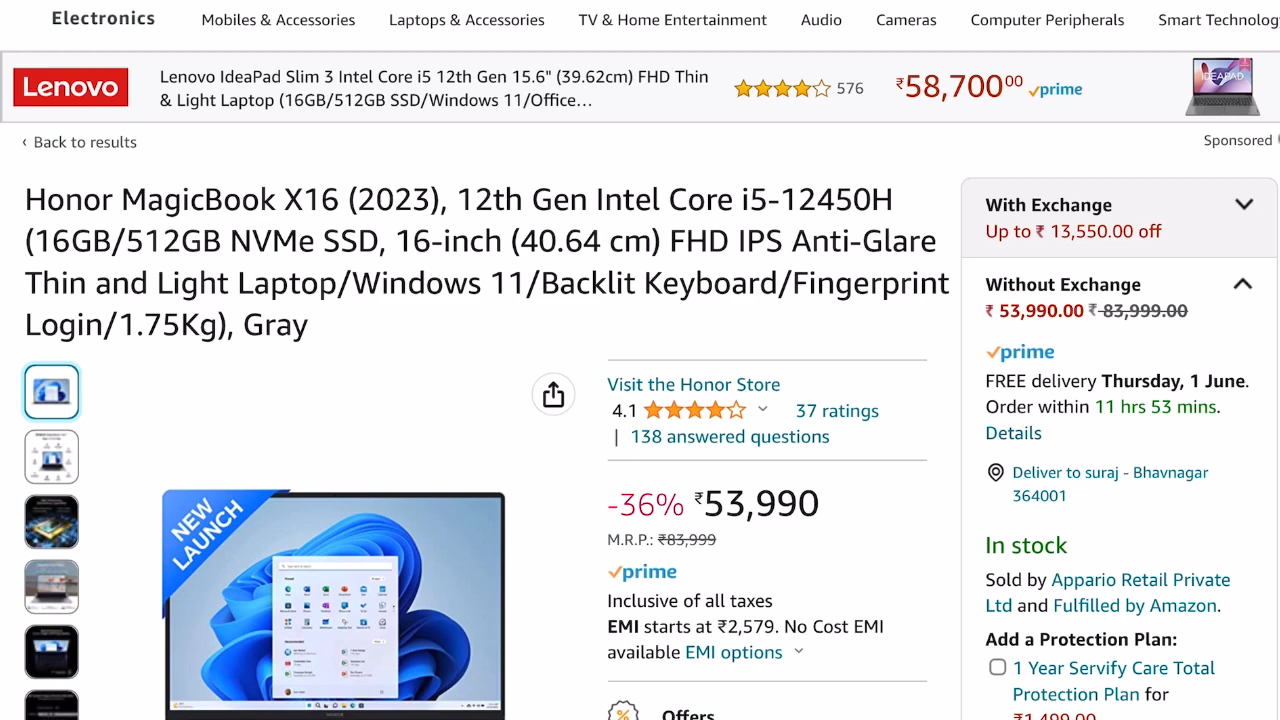 Electronics
Mobiles & Accessories
Laptops & Accessories
TV & Home Entertainment
Audio
Cameras
Computer Peripherals
Smart Technolog
Lenovo
Lenovo IdeaPad Slim 3 Intel Core i5 12th Gen 15.6" (39.62cm) FHD Thin
& Light Laptop (16GB/512GB SSD/Windows 11/Office…
576
₹58,700⁰⁰
prime
IDEAPAD
‹ Back to results
Sponsored
Honor MagicBook X16 (2023), 12th Gen Intel Core i5-12450H
(16GB/512GB NVMe SSD, 16-inch (40.64 cm) FHD IPS Anti-Glare
Thin and Light Laptop/Windows 11/Backlit Keyboard/Fingerprint
Login/1.75Kg), Gray
NEW
LAUNCH
Visit the Honor Store
4.1
37 ratings
| 138 answered questions
-36% ₹53,990
M.R.P.: ₹83,999
prime
Inclusive of all taxes
EMI starts at ₹2,579. No Cost EMI
available EMI options
Offers
With Exchange
Up to ₹ 13,550.00 off
Without Exchange
₹ 53,990.00 ₹ 83,999.00
prime
FREE delivery Thursday, 1 June.
Order within 11 hrs 53 mins.
Details
Deliver to suraj - Bhavnagar
364001
In stock
Sold by Appario Retail Private
Ltd and Fulfilled by Amazon.
Add a Protection Plan:
1 Year Servify CareTotal
Protection Plan for
₹1,499.00